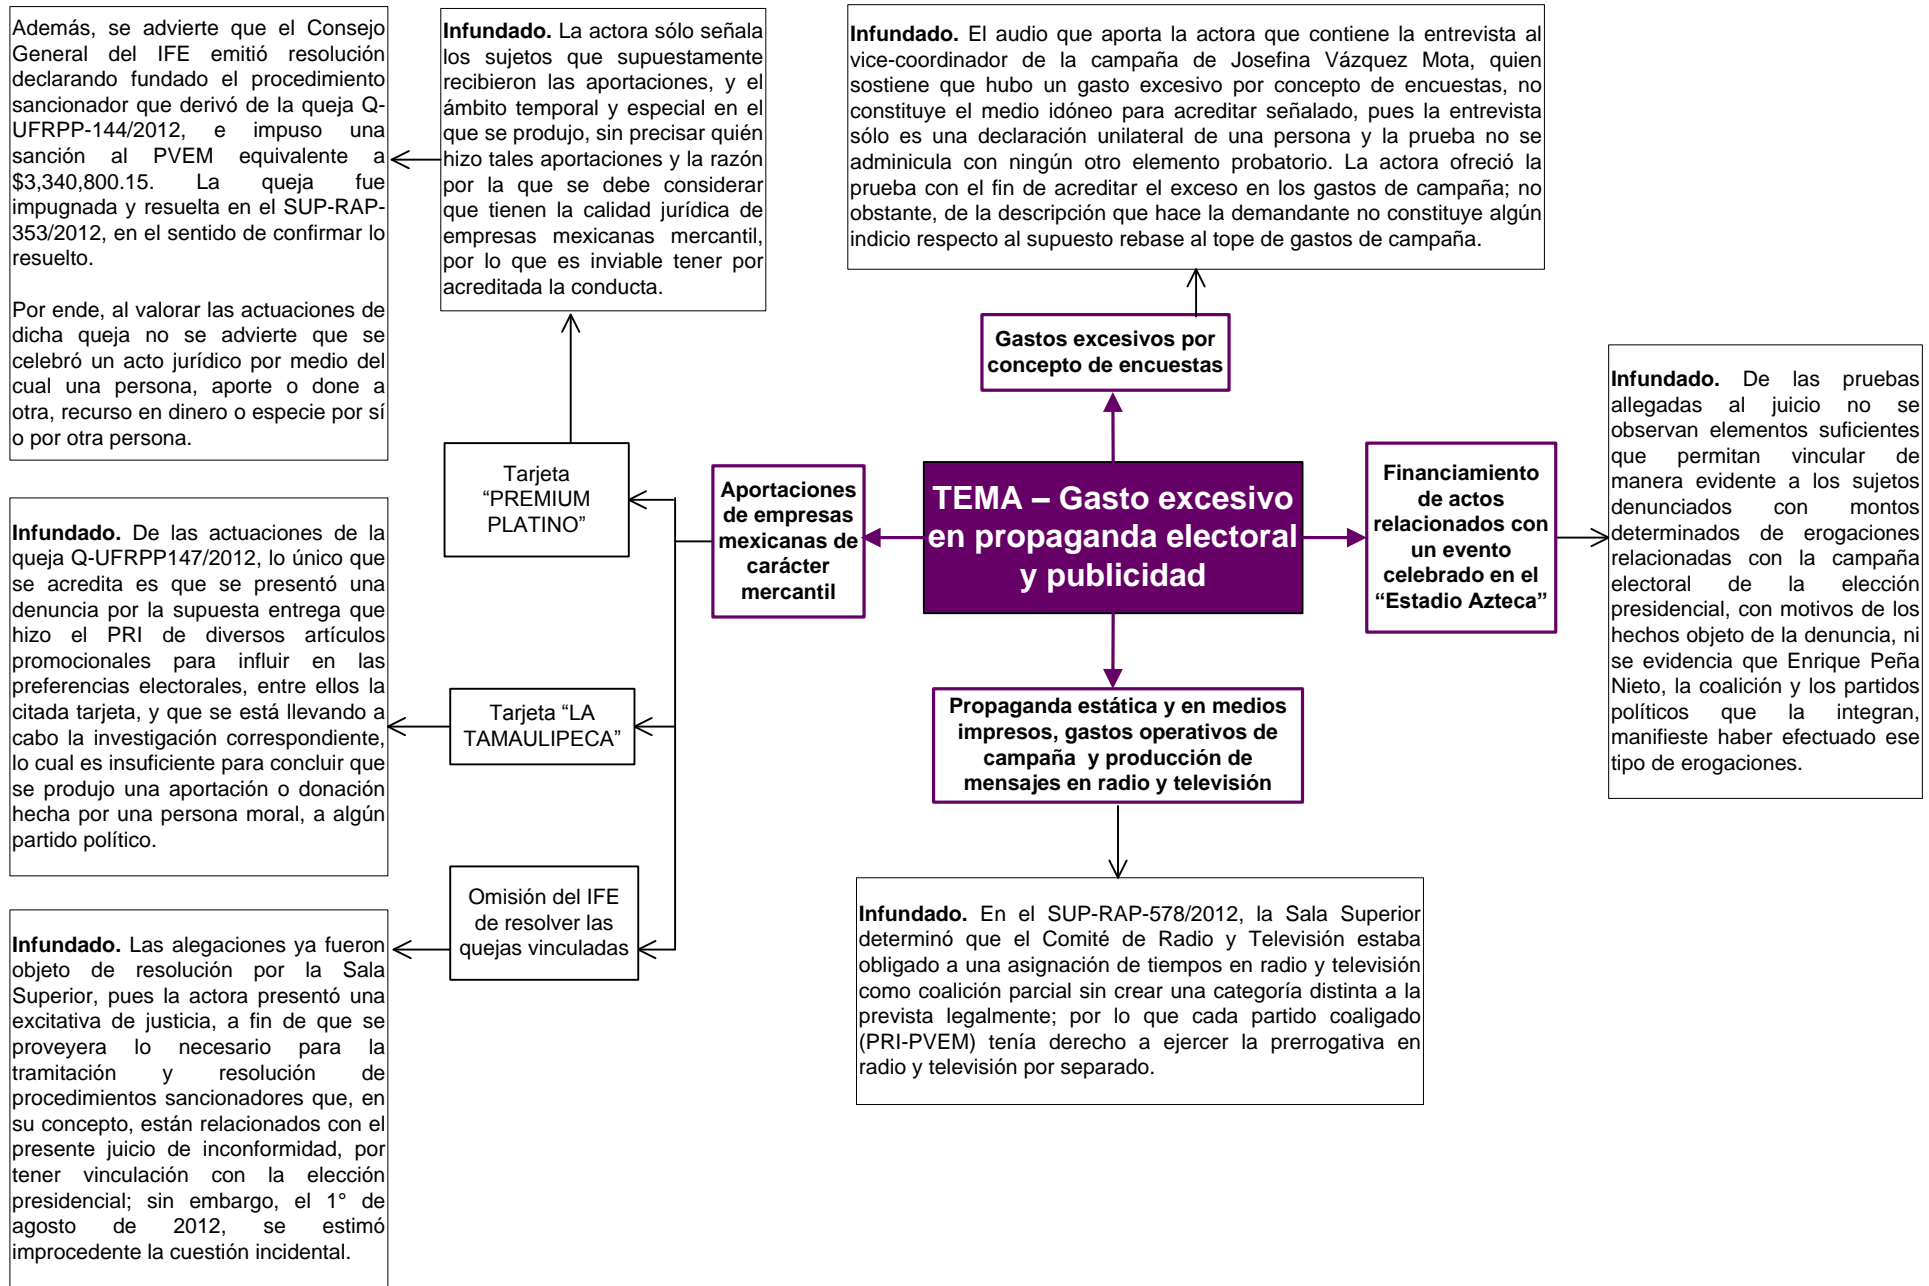 Además, se advierte que el Consejo
General del IFE emitió resolución
declarando fundado el procedimiento
sancionador que derivó de la queja Q-
UFRPP-144/2012, e impuso una
sanción al PVEM equivalente a
$3,340,800.15. La queja fue
impugnada y resuelta en el SUP-RAP-
353/2012, en el sentido de confirmar lo
resuelto.
Por ende, al valorar las actuaciones de
dicha queja no se advierte que se
celebró un acto jurídico por medio del
cual una persona, aporte o done a
otra, recurso en dinero o especie por sí
o por otra persona.
Infundado. La actora sólo señala
los sujetos que supuestamente
recibieron las aportaciones, y el
ámbito temporal y especial en el
que se produjo, sin precisar quién
hizo tales aportaciones y la razón
por la que se debe considerar
que tienen la calidad jurídica de
empresas mexicanas mercantil,
por lo que es inviable tener por
acreditada la conducta.
Infundado. El audio que aporta la actora que contiene la entrevista al
vice-coordinador de la campaña de Josefina Vázquez Mota, quien
sostiene que hubo un gasto excesivo por concepto de encuestas, no
constituye el medio idóneo para acreditar señalado, pues la entrevista
sólo es una declaración unilateral de una persona y la prueba no se
adminicula con ningún otro elemento probatorio. La actora ofreció la
prueba con el fin de acreditar el exceso en los gastos de campaña; no
obstante, de la descripción que hace la demandante no constituye algún
indicio respecto al supuesto rebase al tope de gastos de campaña.
Gastos excesivos por
concepto de encuestas
Infundado. De las pruebas
allegadas al juicio no se
observan elementos suficientes
que permitan vincular de
manera evidente a los sujetos
denunciados con montos
determinados de erogaciones
relacionadas con la campaña
electoral de la elección
presidencial, con motivos de los
hechos objeto de la denuncia, ni
se evidencia que Enrique Peña
Nieto, la coalición y los partidos
políticos que la integran,
manifieste haber efectuado ese
tipo de erogaciones.
Tarjeta
“PREMIUM
PLATINO”
Aportaciones
de empresas
mexicanas de
carácter
mercantil
TEMA – Gasto excesivo
en propaganda electoral
y publicidad
Financiamiento
de actos
relacionados con
un evento
celebrado en el
“Estadio Azteca”
Infundado. De las actuaciones de la
queja Q-UFRPP147/2012, lo único que
se acredita es que se presentó una
denuncia por la supuesta entrega que
hizo el PRI de diversos artículos
promocionales para influir en las
preferencias electorales, entre ellos la
citada tarjeta, y que se está llevando a
cabo la investigación correspondiente,
lo cual es insuficiente para concluir que
se produjo una aportación o donación
hecha por una persona moral, a algún
partido político.
Tarjeta “LA
TAMAULIPECA”
Propaganda estática y en medios
impresos, gastos operativos de
campaña y producción de
mensajes en radio y televisión
Omisión del IFE
de resolver las
quejas vinculadas
Infundado. En el SUP-RAP-578/2012, la Sala Superior
determinó que el Comité de Radio y Televisión estaba
obligado a una asignación de tiempos en radio y televisión
como coalición parcial sin crear una categoría distinta a la
prevista legalmente; por lo que cada partido coaligado
(PRI-PVEM) tenía derecho a ejercer la prerrogativa en
radio y televisión por separado.
Infundado. Las alegaciones ya fueron
objeto de resolución por la Sala
Superior, pues la actora presentó una
excitativa de justicia, a fin de que se
proveyera lo necesario para la
tramitación y resolución de
procedimientos sancionadores que, en
su concepto, están relacionados con el
presente juicio de inconformidad, por
tener vinculación con la elección
presidencial; sin embargo, el 1° de
agosto de 2012, se estimó
improcedente la cuestión incidental.